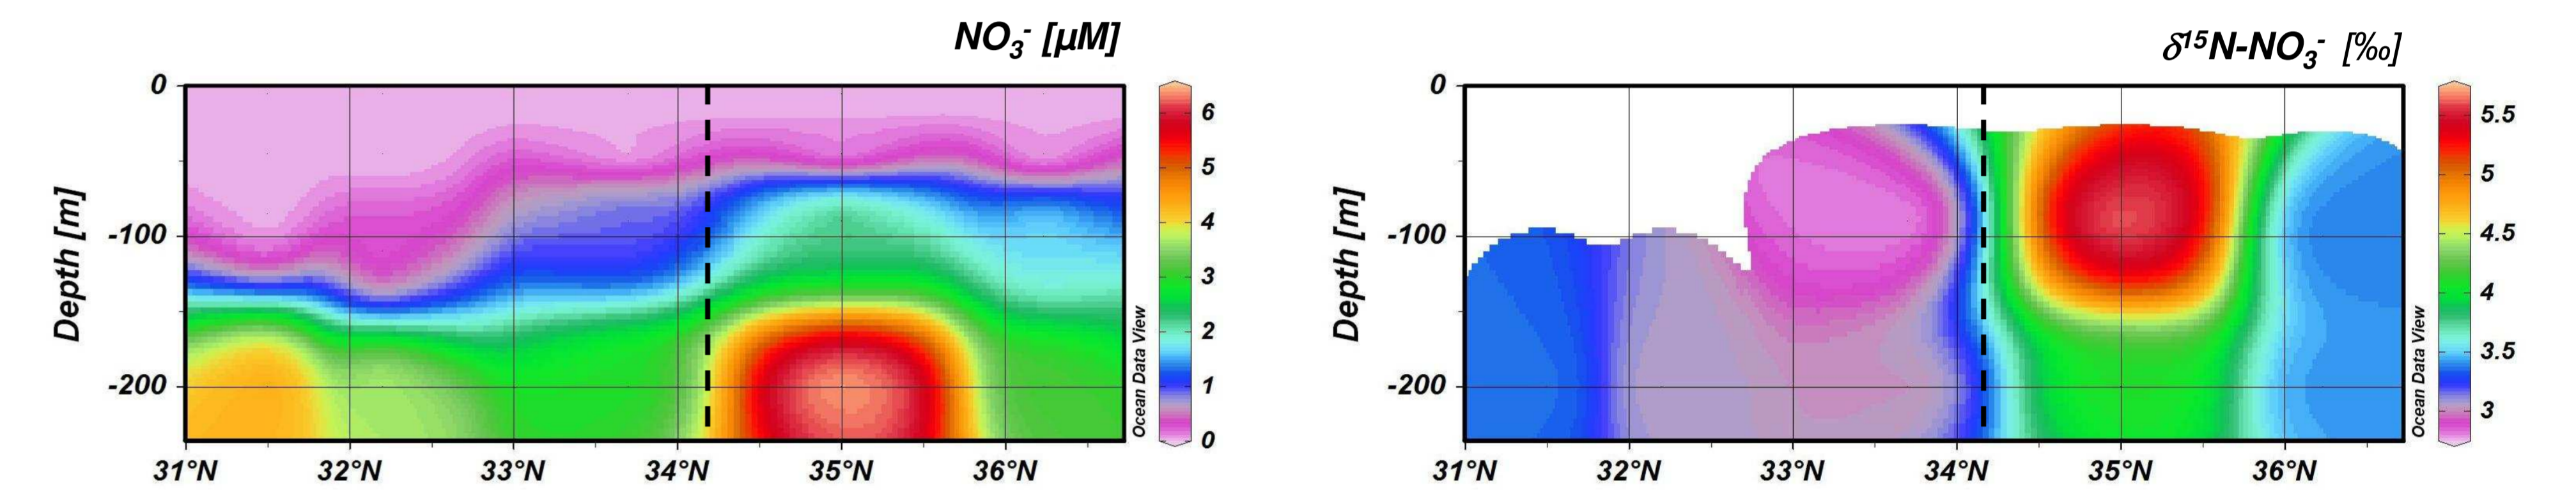 NO₃⁻ [µM]
0
-100
-200
Depth [m]
31°N 32°N 33°N 34°N 35°N 36°N
6
5
4
3
2
1
0
Ocean Data View
δ¹⁵N-NO₃⁻ [‰]
0
-100
-200
Depth [m]
31°N 32°N 33°N 34°N 35°N 36°N
5.5
5
4.5
4
3.5
3
Ocean Data View